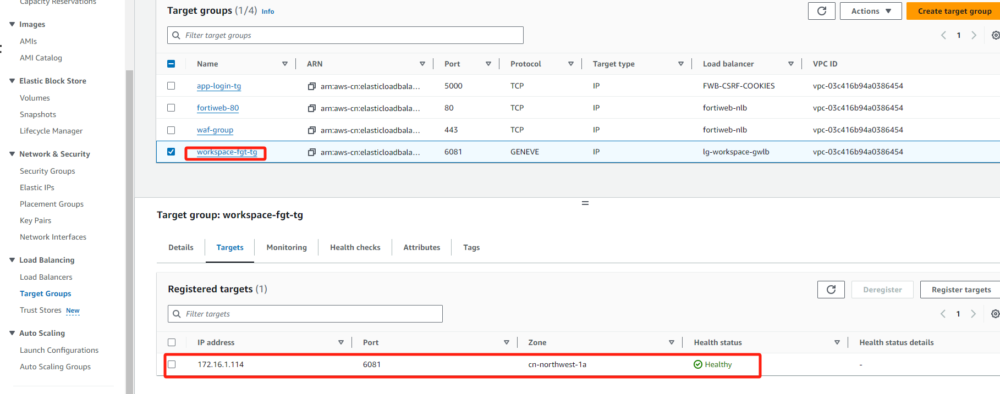 Capacity Reservations
Images
AMIs
AMI Catalog
Elastic Block Store
Volumes
Snapshots
Lifecycle Manager
Network & Security
Security Groups
Elastic IPs
Placement Groups
Key Pairs
Network Interfaces
Load Balancing
Load Balancers
Target Groups
Trust Stores New
Auto Scaling
Launch Configurations
Auto Scaling Groups
Target groups (1/4) Info
Actions
Create target group
Filter target groups
1
Name ARN Port Protocol Target type Load balancer VPC ID
app-login-tg arn:aws-cn:elasticloadbala... 5000 TCP IP FWB-CSRF-COOKIES vpc-03c416b94a0386454
fortiweb-80 arn:aws-cn:elasticloadbala... 80 TCP IP fortiweb-nlb vpc-03c416b94a0386454
waf-group arn:aws-cn:elasticloadbala... 443 TCP IP fortiweb-nlb vpc-03c416b94a0386454
workspace-fgt-tg arn:aws-cn:elasticloadbala... 6081 GENEVE IP lg-workspace-gwlb vpc-03c416b94a0386454
Target group: workspace-fgt-tg
Details Targets Monitoring Health checks Attributes Tags
Registered targets (1)
Deregister
Register targets
Filter targets
1
IP address Port Zone Health status Health status details
172.16.1.114 6081 cn-northwest-1a Healthy -